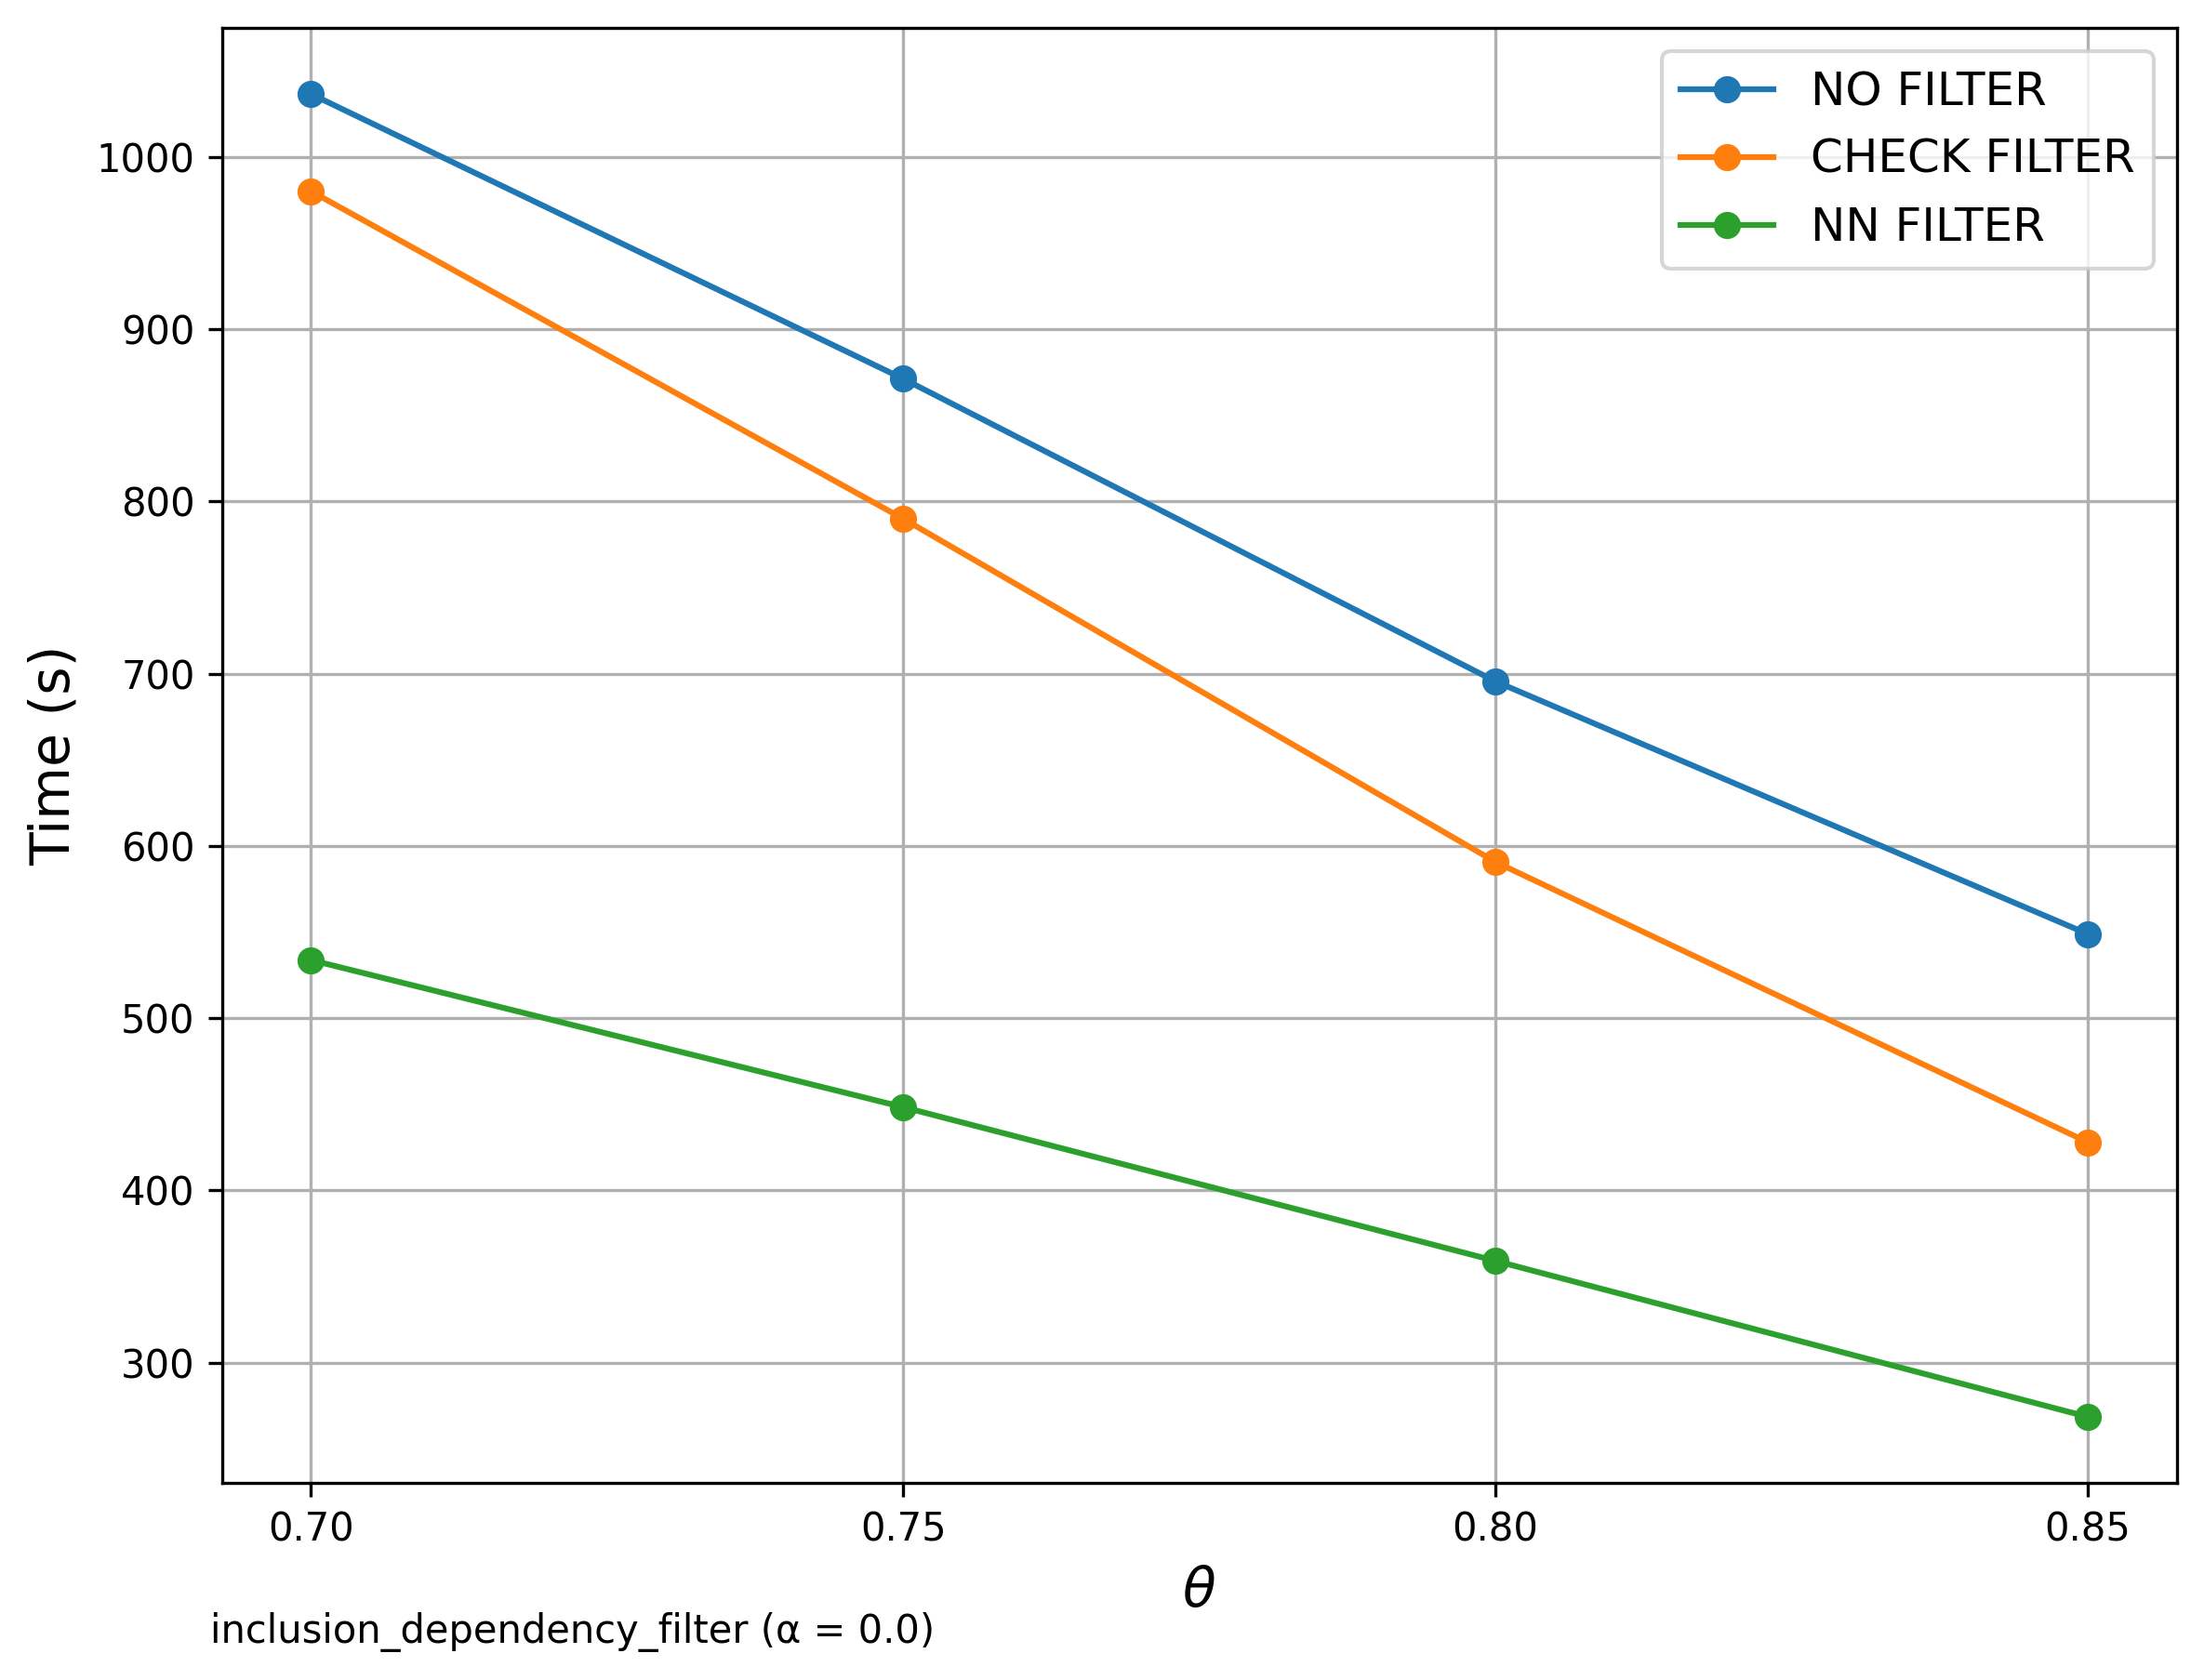 NO FILTER
CHECK FILTER
NN FILTER
Time (s)
1000
900
800
700
600
500
400
300
0.70 0.75 0.80 0.85
θ
inclusion_dependency_filter (α = 0.0)